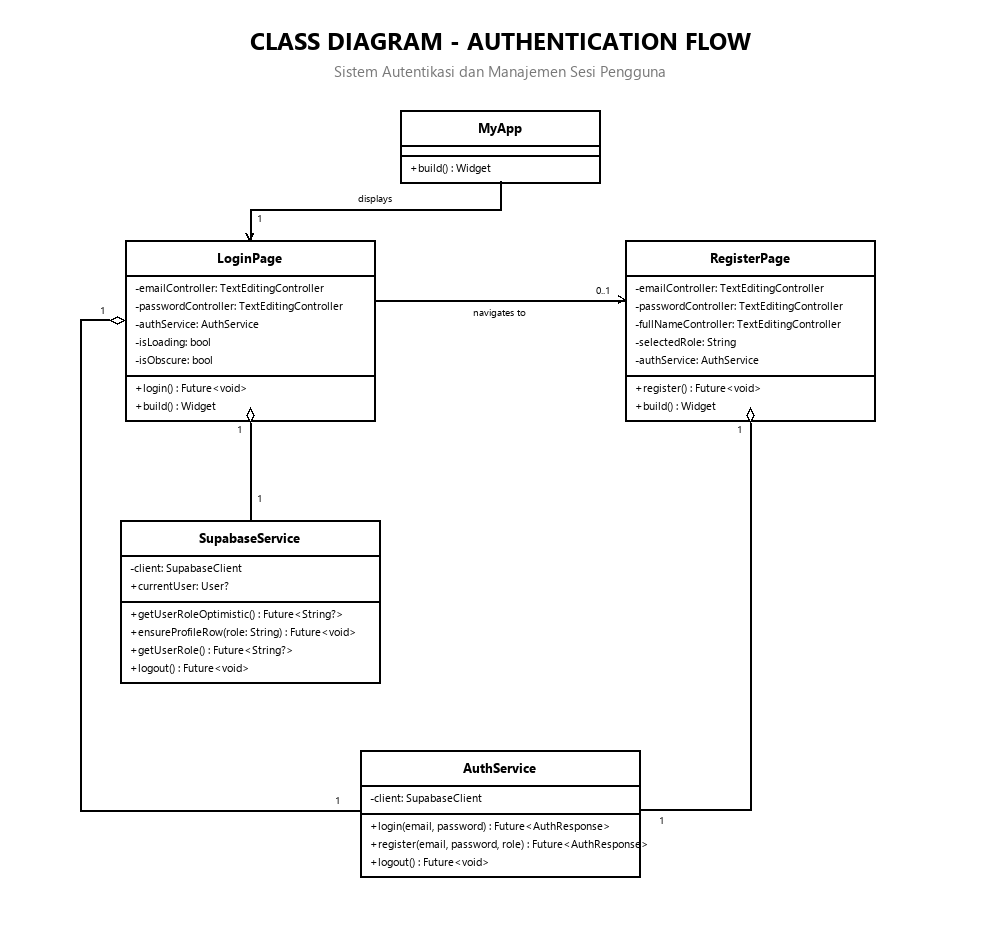 CLASS DIAGRAM - AUTHENTICATION FLOW
Sistem Autentikasi dan Manajemen Sesi Pengguna
MyApp
+build() : Widget
displays
1
LoginPage
-emailController: TextEditingController
-passwordController: TextEditingController
-authService: AuthService
-isLoading: bool
-isObscure: bool
+login() : Future<void>
+build() : Widget
1
navigates to
0..1
RegisterPage
-emailController: TextEditingController
-passwordController: TextEditingController
-fullNameController: TextEditingController
-selectedRole: String
-authService: AuthService
+register() : Future<void>
+build() : Widget
1
1
1
SupabaseService
-client: SupabaseClient
+currentUser: User?
+getUserRoleOptimistic() : Future<String?>
+ensureProfileRow(role: String) : Future<void>
+getUserRole() : Future<String?>
+logout() : Future<void>
AuthService
-client: SupabaseClient
+login(email, password) : Future<AuthResponse>
+register(email, password, role) : Future<AuthResponse>
+logout() : Future<void>
1
1